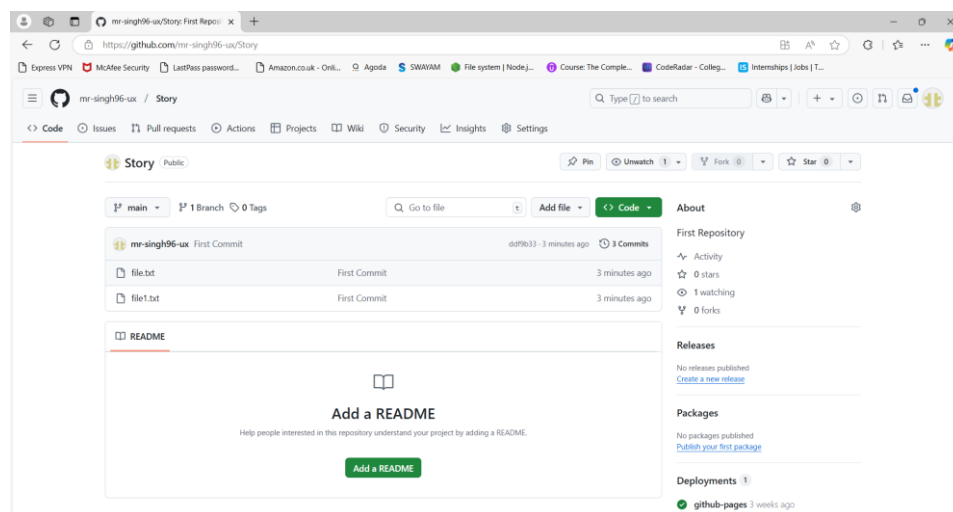 mr-singh96-ux/Story: First Reposi
https://github.com/mr-singh96-ux/Story
Express VPN McAfee Security LastPass password... Amazon.co.uk - Onli... Agoda SWAYAM File system | Node.j... Course: The Comple... CodeRadar - Colleg... Internships | Jobs | T...
mr-singh96-ux / Story
Type / to search
Code Issues Pull requests Actions Projects Wiki Security Insights Settings
Story Public
Pin Unwatch 1 Fork 0 Star 0
main 1 Branch 0 Tags
Go to file t
Add file Code
mr-singh96-ux First Commit ddf9b33 · 3 minutes ago 3 Commits
file.txt First Commit 3 minutes ago
file1.txt First Commit 3 minutes ago
README
Add a README
Help people interested in this repository understand your project by adding a README.
Add a README
About
First Repository
Activity
0 stars
1 watching
0 forks
Releases
No releases published
Create a new release
Packages
No packages published
Publish your first package
Deployments 1
github-pages 3 weeks ago